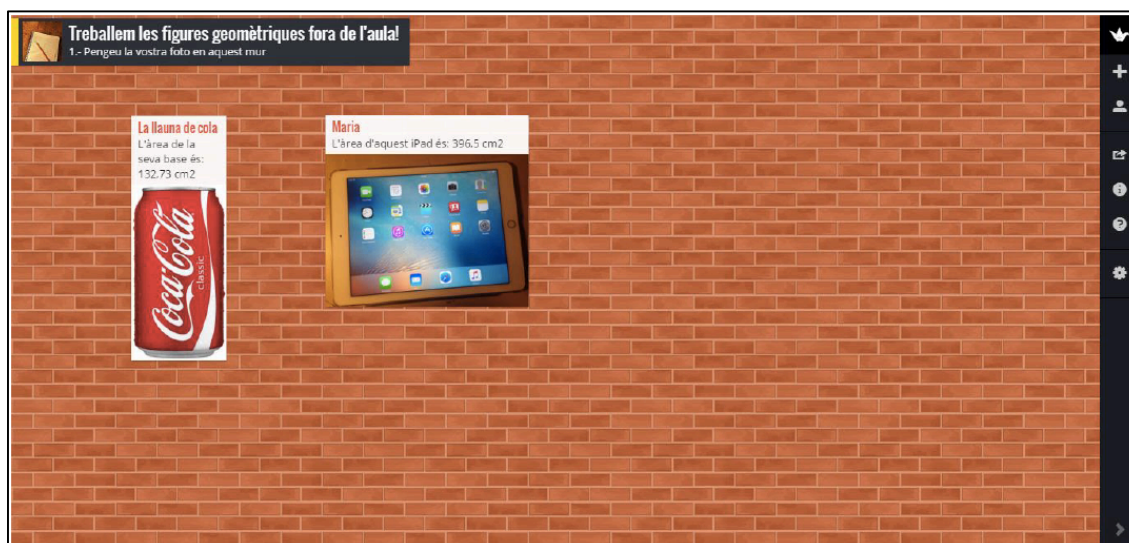 Treballem les figures geomètriques fora de l'aula!
1.- Pengeu la vostra foto en aquest mur
La llauna de cola
L'àrea de la
seva base és:
132.73 cm2
Coca-Cola
classic
Maria
L'àrea d'aquest iPad és: 396.5 cm2